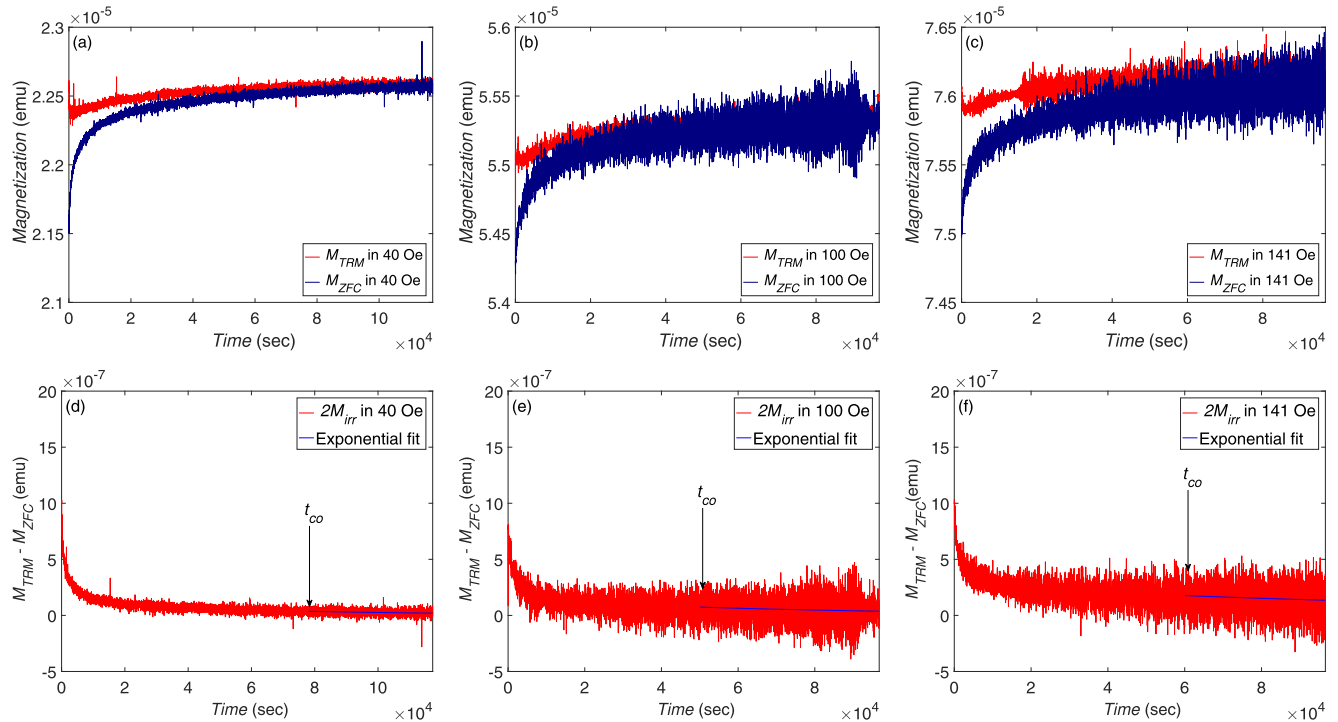 ×10⁻⁵
(a)
2.3
2.25
2.2
2.15
2.1
Magnetization (emu)
M_TRM in 40 Oe
M_ZFC in 40 Oe
0 2 4 6 8 10
Time (sec)
×10⁴
×10⁻⁵
(b)
5.6
5.55
5.5
5.45
5.4
Magnetization (emu)
M_TRM in 100 Oe
M_ZFC in 100 Oe
0 2 4 6 8
Time (sec)
×10⁴
×10⁻⁵
(c)
7.65
7.6
7.55
7.5
7.45
Magnetization (emu)
M_TRM in 141 Oe
M_ZFC in 141 Oe
0 2 4 6 8
Time (sec)
×10⁴
×10⁻⁷
(d)
20
15
10
5
0
-5
M_TRM - M_ZFC (emu)
2M_irr in 40 Oe
Exponential fit
t_co
0 2 4 6 8 10
Time (sec)
×10⁴
×10⁻⁷
(e)
20
15
10
5
0
-5
M_TRM - M_ZFC (emu)
2M_irr in 100 Oe
Exponential fit
t_co
0 2 4 6 8
Time (sec)
×10⁴
×10⁻⁷
(f)
20
15
10
5
0
-5
M_TRM - M_ZFC (emu)
2M_irr in 141 Oe
Exponential fit
t_co
0 2 4 6 8
Time (sec)
×10⁴